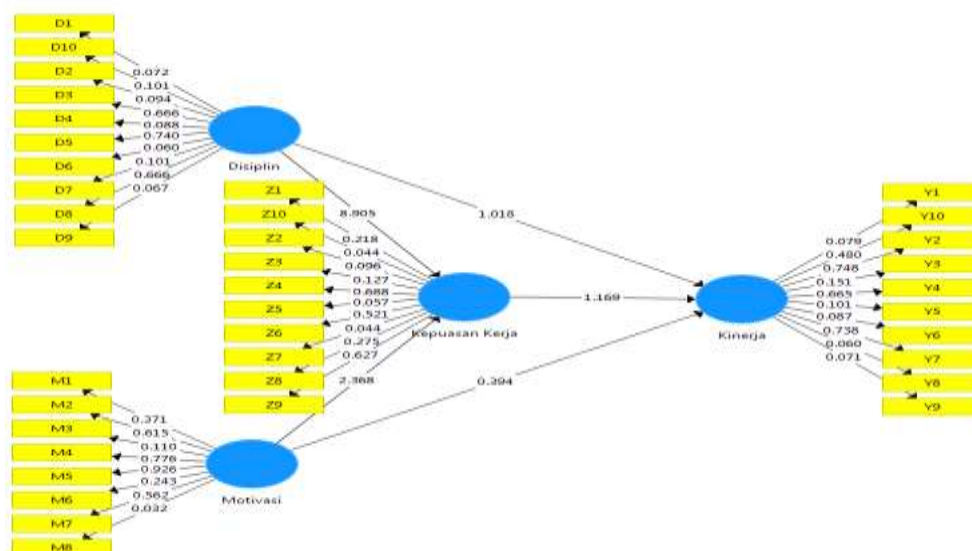 D1
D10
D2
D3
D4
D5
D6
D7
D8
D9
0.072
0.101
0.094
0.666
0.088
0.740
0.060
0.101
0.666
0.067
Disiplin
Z1
Z10
Z2
Z3
Z4
Z5
Z6
Z7
Z8
Z9
8.905
0.218
0.044
0.096
0.127
0.688
0.057
0.521
0.044
0.275
0.627
2.368
Kepuasan Kerja
M1
M2
M3
M4
M5
M6
M7
M8
0.371
0.615
0.110
0.778
0.926
0.243
0.562
0.032
Motivasi
1.018
1.169
0.394
Kinerja
0.079
0.480
0.748
0.151
0.665
0.101
0.087
0.738
0.060
0.071
Y1
Y10
Y2
Y3
Y4
Y5
Y6
Y7
Y8
Y9